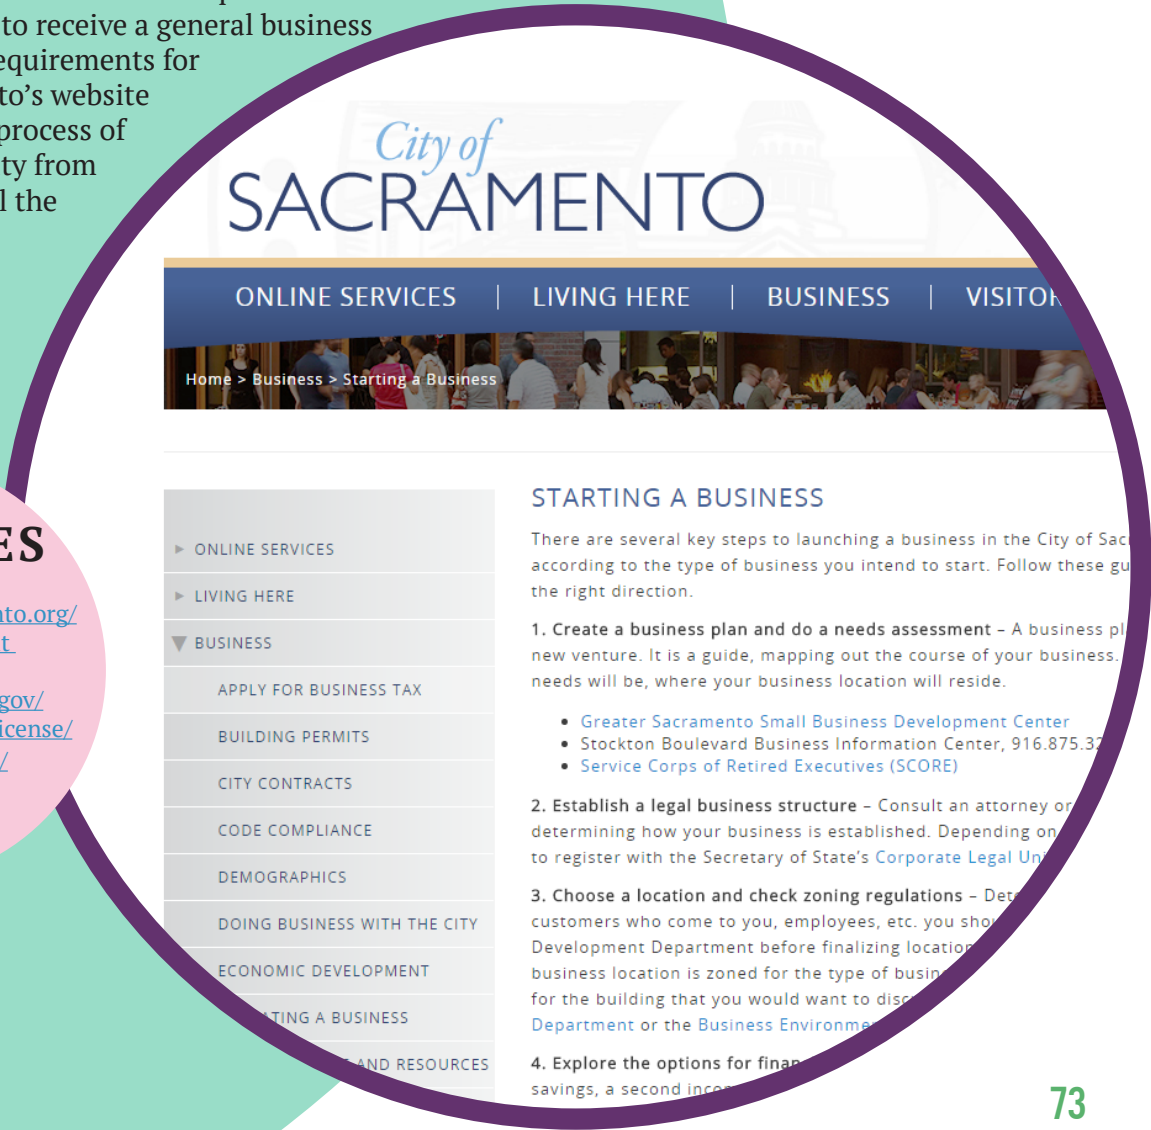 to receive a general business
equirements for
to's website
process of
ty from
l the
City of
SACRAMENTO
ONLINE SERVICES | LIVING HERE | BUSINESS | VISITOR
Home > Business > Starting a Business
ES
nto.org/
t
gov/
icense/
/
ONLINE SERVICES
LIVING HERE
BUSINESS
APPLY FOR BUSINESS TAX
BUILDING PERMITS
CITY CONTRACTS
CODE COMPLIANCE
DEMOGRAPHICS
DOING BUSINESS WITH THE CITY
ECONOMIC DEVELOPMENT
ATING A BUSINESS
AND RESOURCES
STARTING A BUSINESS
There are several key steps to launching a business in the City of Sac
according to the type of business you intend to start. Follow these gu
the right direction.
1. Create a business plan and do a needs assessment – A business pl
new venture. It is a guide, mapping out the course of your business.
needs will be, where your business location will reside.
• Greater Sacramento Small Business Development Center
• Stockton Boulevard Business Information Center, 916.875.32
• Service Corps of Retired Executives (SCORE)
2. Establish a legal business structure – Consult an attorney or
determining how your business is established. Depending on
to register with the Secretary of State's Corporate Legal Uni
3. Choose a location and check zoning regulations – Det
customers who come to you, employees, etc. you shou
Development Department before finalizing location
business location is zoned for the type of busin
for the building that you would want to disc
Department or the Business Environme
4. Explore the options for finan
savings, a second incom
73